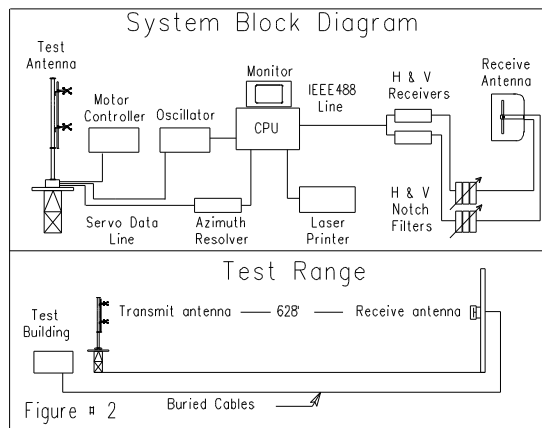 System Block Diagram
Test
Antenna
Motor
Controller
Oscillator
Monitor
CPU
IEEE488
Line
H & V
Receivers
Receive
Antenna
Servo Data
Line
Azimuth
Resolver
Laser
Printer
H & V
Notch
Filters
Test Range
Test
Building
Transmit antenna — 628' — Receive antenna
Buried Cables
Figure # 2